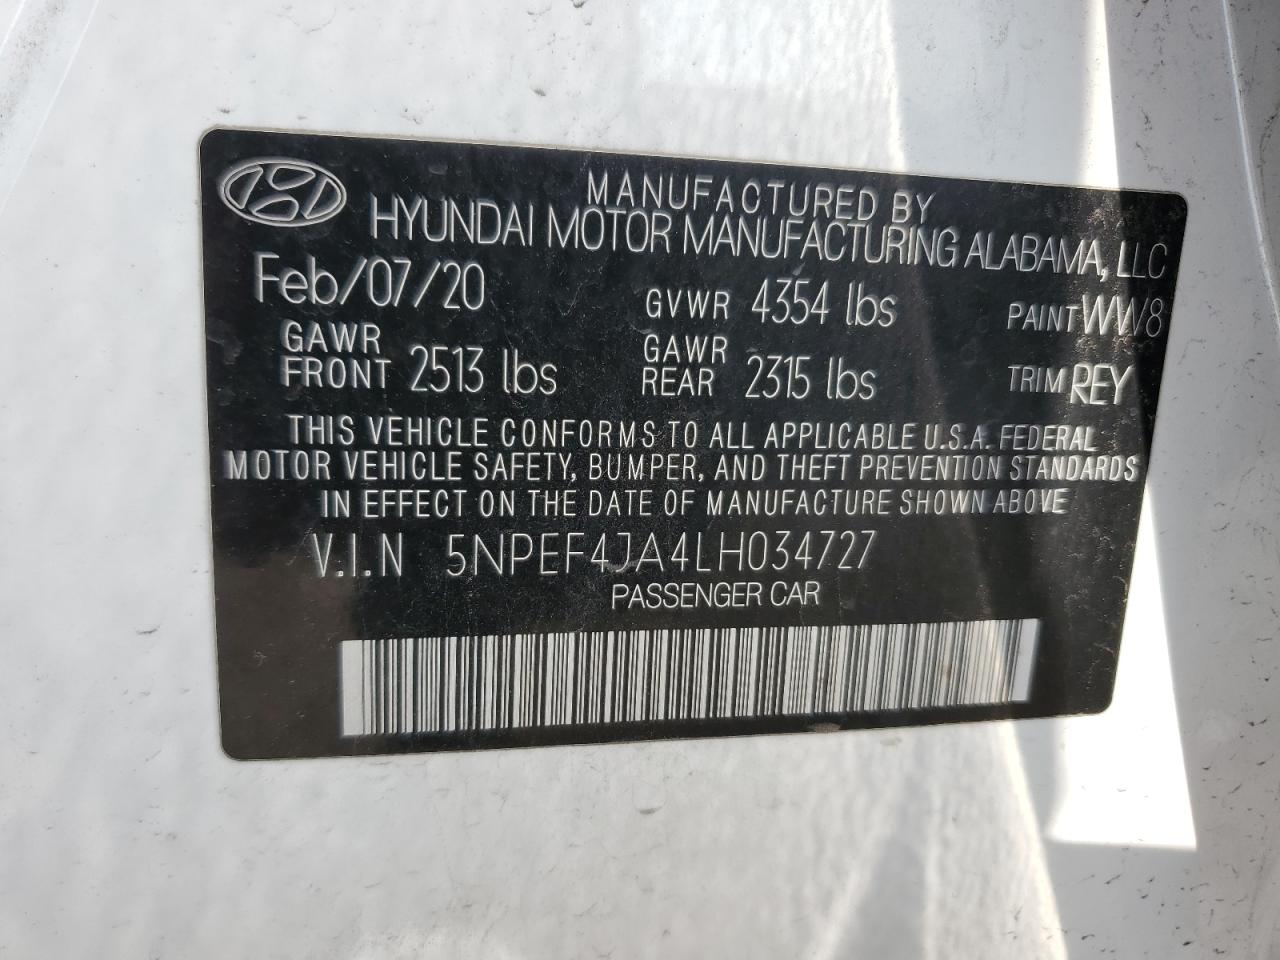 MANUFACTURED BY
HYUNDAI MOTOR MANUFACTURING ALABAMA, LLC
Feb/07/20 GVWR 4354 lbs PAINT WW8
GAWR FRONT 2513 lbs GAWR REAR 2315 lbs TRIM REY
THIS VEHICLE CONFORMS TO ALL APPLICABLE U.S.A. FEDERAL
MOTOR VEHICLE SAFETY, BUMPER, AND THEFT PREVENTION STANDARDS
IN EFFECT ON THE DATE OF MANUFACTURE SHOWN ABOVE
V.I.N 5NPEF4JA4LH034727
PASSENGER CAR